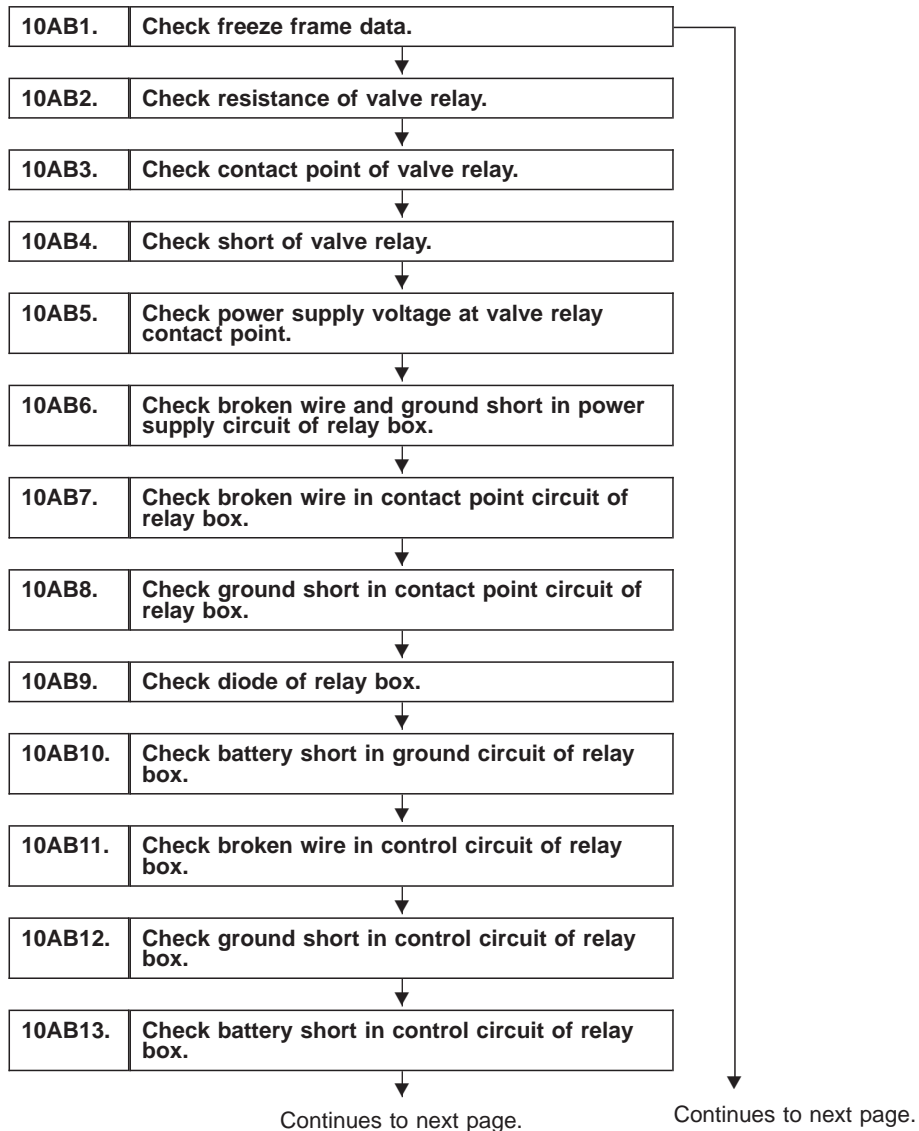 10AB1. Check freeze frame data.
10AB2. Check resistance of valve relay.
10AB3. Check contact point of valve relay.
10AB4. Check short of valve relay.
10AB5. Check power supply voltage at valve relay
contact point.
10AB6. Check broken wire and ground short in power
supply circuit of relay box.
10AB7. Check broken wire in contact point circuit of
relay box.
10AB8. Check ground short in contact point circuit of
relay box.
10AB9. Check diode of relay box.
10AB10. Check battery short in ground circuit of relay
box.
10AB11. Check broken wire in control circuit of relay
box.
10AB12. Check ground short in control circuit of relay
box.
10AB13. Check battery short in control circuit of relay
box.
Continues to next page.
Continues to next page.